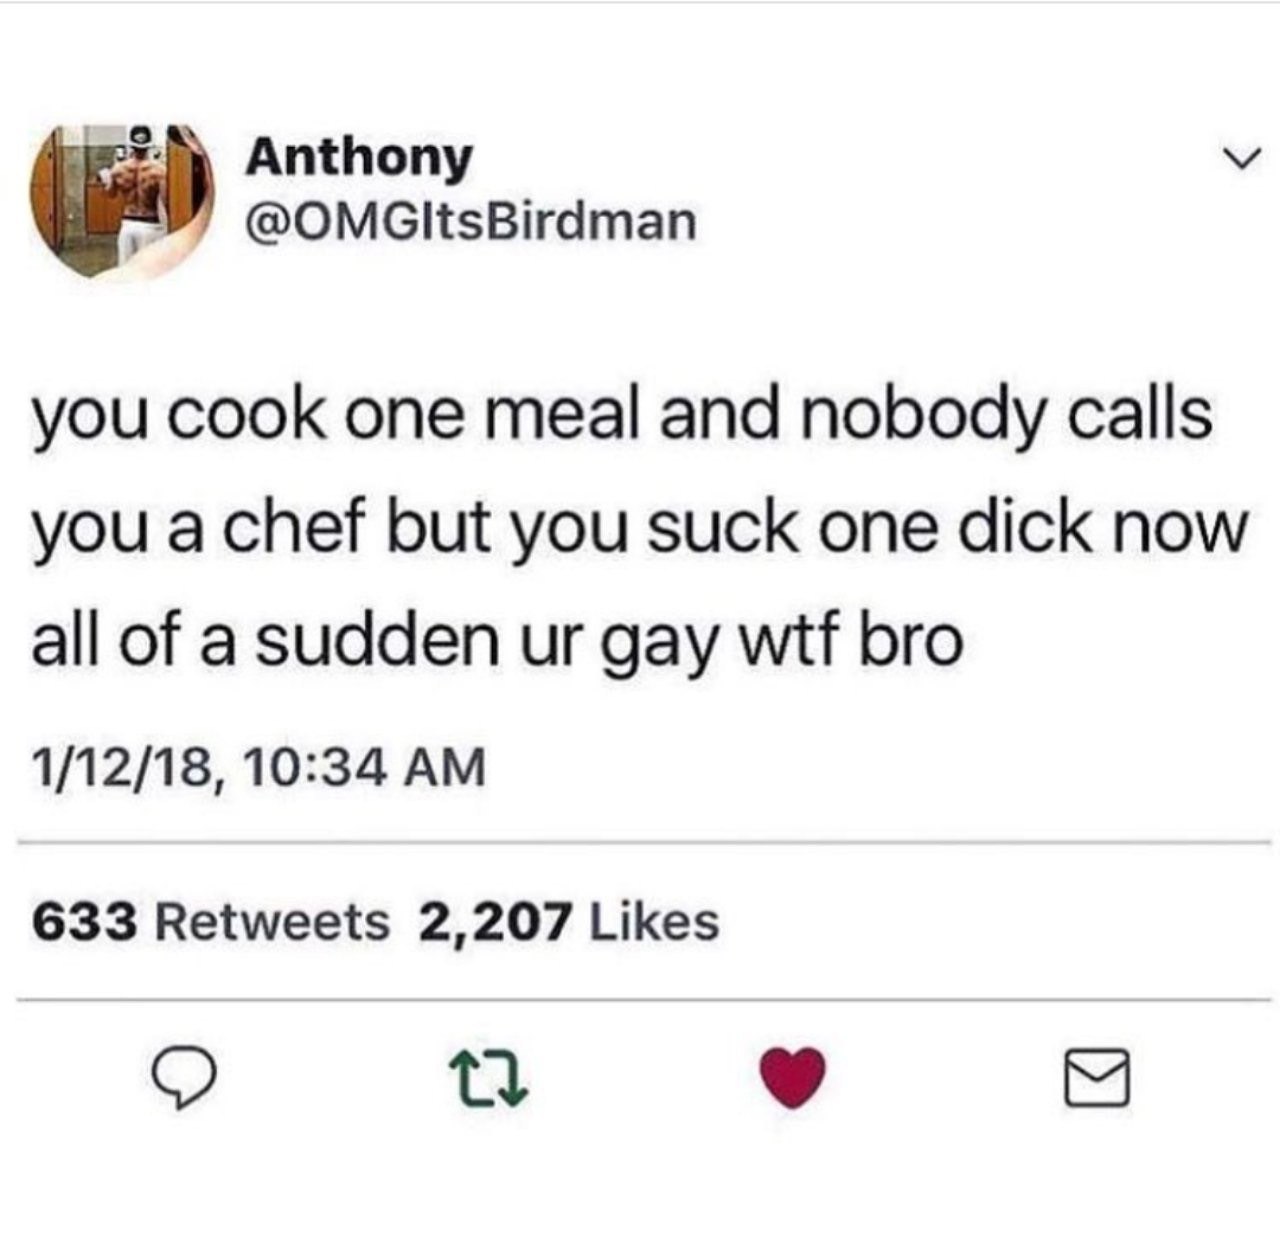 Anthony
@OMGItsBirdman
you cook one meal and nobody calls
you a chef but you suck one dick now
all of a sudden ur gay wtf bro
1/12/18, 10:34 AM
633 Retweets 2,207 Likes